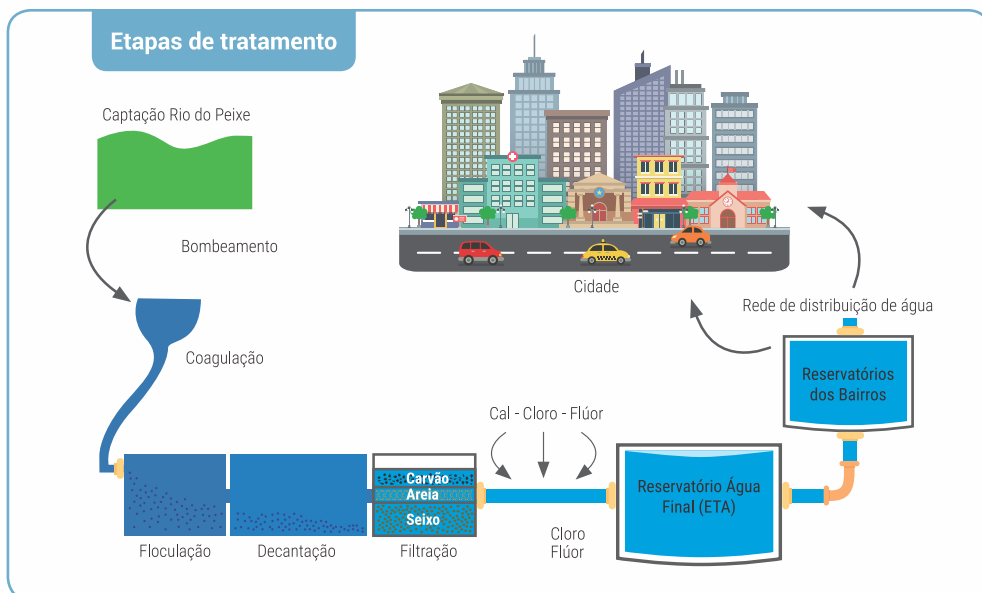 Etapas de tratamento
Captação Rio do Peixe
Bombeamento
Coagulação
Floculação
Decantação
Carvão
Areia
Seixo
Filtração
Cal - Cloro - Flúor
Cloro
Flúor
Reservatório Água
Final (ETA)
Reservatórios
dos Bairros
Rede de distribuição de água
Cidade